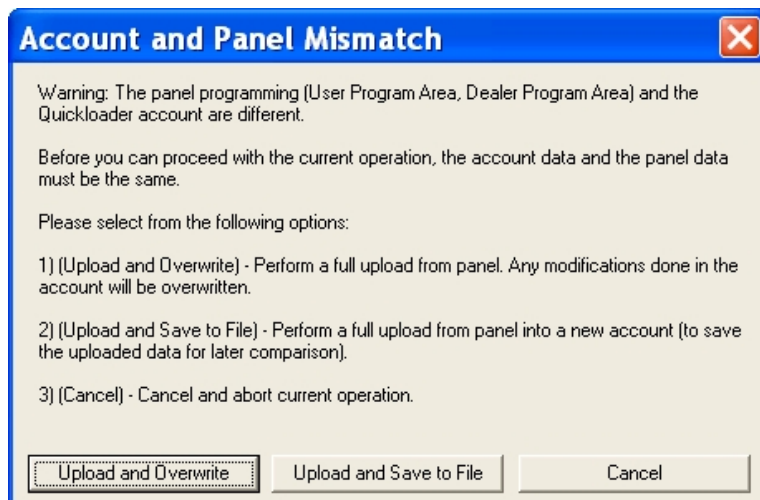 Account and Panel Mismatch
Warning: The panel programming (User Program Area, Dealer Program Area) and the
Quickloader account are different.
Before you can proceed with the current operation, the account data and the panel data
must be the same.
Please select from the following options:
1) (Upload and Overwrite) - Perform a full upload from panel. Any modifications done in the
account will be overwritten.
2) (Upload and Save to File) - Perform a full upload from panel into a new account (to save
the uploaded data for later comparison).
3) (Cancel) - Cancel and abort current operation.
Upload and Overwrite
Upload and Save to File
Cancel